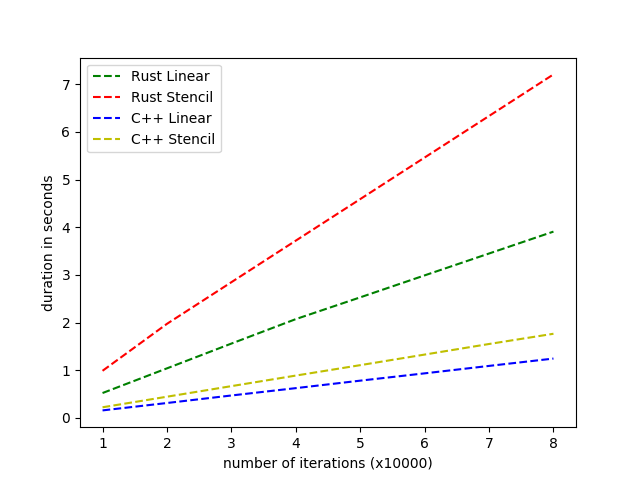 Rust Linear
Rust Stencil
C++ Linear
C++ Stencil
7
6
5
4
3
2
1
0
duration in seconds
1 2 3 4 5 6 7 8
number of iterations (x10000)